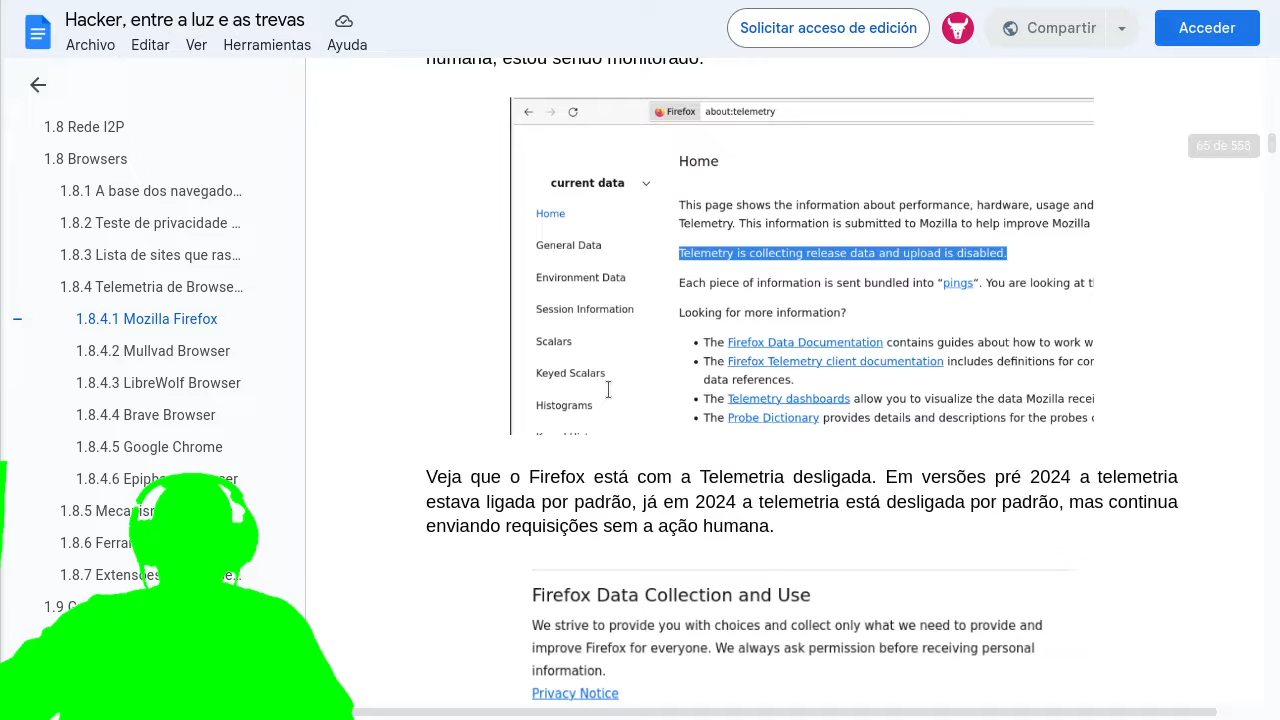 Hacker, entre a luz e as trevas
Archivo Editar Ver Herramientas Ayuda
Solicitar acceso de edición
Compartir
Acceder
1.8 Rede I2P
1.8 Browsers
1.8.1 A base dos navegado…
1.8.2 Teste de privacidade …
1.8.3 Lista de sites que ras…
1.8.4 Telemetria de Browse…
1.8.4.1 Mozilla Firefox
1.8.4.2 Mullvad Browser
1.8.4.3 LibreWolf Browser
1.8.4.4 Brave Browser
1.8.4.5 Google Chrome
1.8.4.6
1.8.5
1.8.6
1.8.7
1.9
65 de 558
humana, estou sendo monitorado.
Firefox about:telemetry
current data
Home
General Data
Environment Data
Session Information
Scalars
Keyed Scalars
Histograms
Home
This page shows the information about performance, hardware, usage and
Telemetry. This information is submitted to Mozilla to help improve Mozilla
Telemetry is collecting release data and upload is disabled.
Each piece of information is sent bundled into “pings”. You are looking at
Looking for more information?
• The Firefox Data Documentation contains guides about how to work
• The Firefox Telemetry client documentation includes definitions for
data references.
• The Telemetry dashboards allow you to visualize the data Mozilla
• The Probe Dictionary provides details and descriptions for the probes
Veja que o Firefox está com a Telemetria desligada. Em versões pré 2024 a telemetria
estava ligada por padrão, já em 2024 a telemetria está desligada por padrão, mas continua
enviando requisições sem a ação humana.
Firefox Data Collection and Use
We strive to provide you with choices and collect only what we need to provide and
improve Firefox for everyone. We always ask permission before receiving personal
information.
Privacy Notice